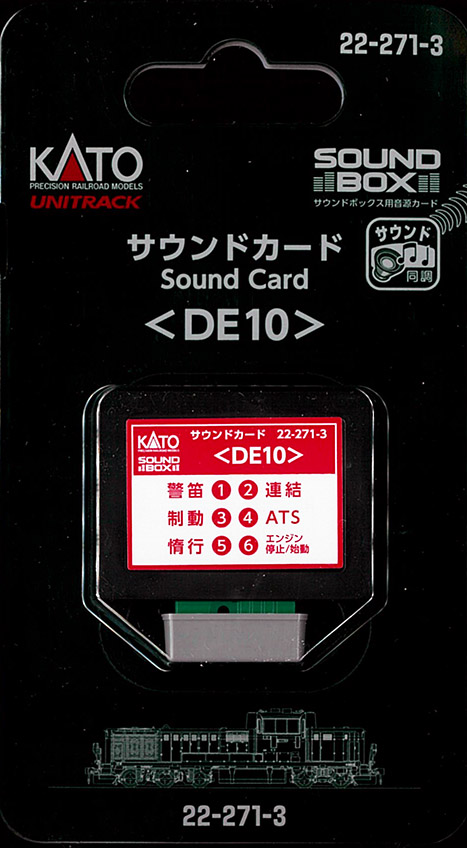 22-271-3
KATO
PRECISION RAILROAD MODELS
UNITRACK
SOUND
BOX
サウンドボックス用音源カード
サウンドカード
Sound Card
<DE10>
サウンド
同調
KATO
PRECISION RAILROAD MODELS
サウンドカード 22-271-3
SOUND
BOX
<DE10>
警笛 1 2 連結
制動 3 4 ATS
惰行 5 6 エンジン
停止/始動
22-271-3